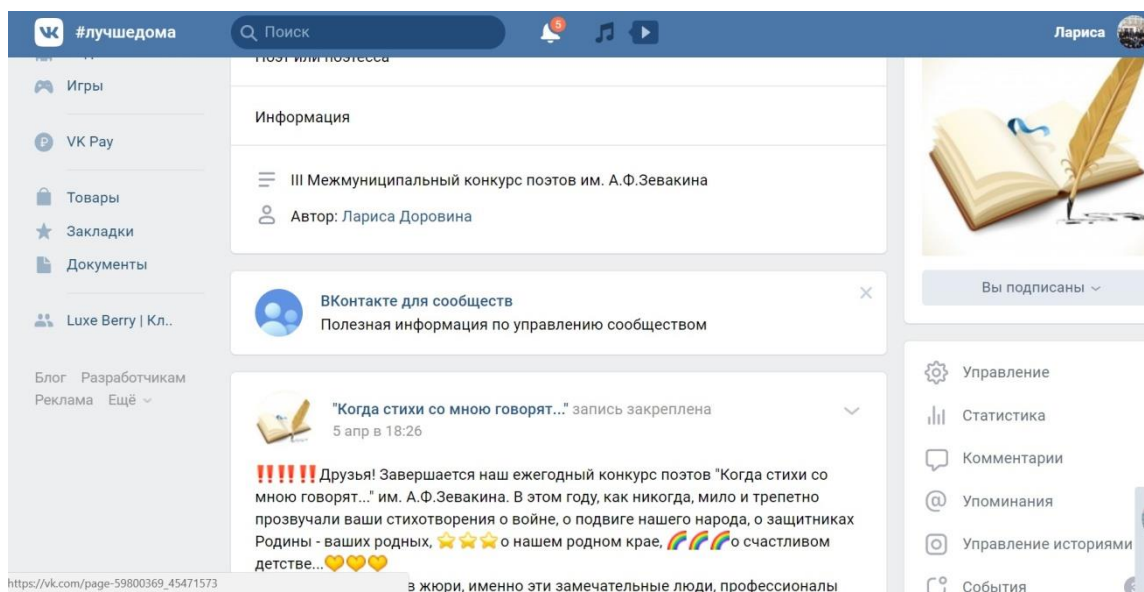 #лучшедома
Поиск
5
Лариса
Игры
VK Pay
Товары
Закладки
Документы
Luxe Berry | Кл..
Блог Разработчикам
Реклама Ещё
Поэт или поэтесса
Информация
III Межмуниципальный конкурс поэтов им. А.Ф.Зевакина
Автор: Лариса Доровина
ВКонтакте для сообществ
Полезная информация по управлению сообществом
"Когда стихи со мною говорят..." запись закреплена
5 апр в 18:26
‼️‼️‼️Друзья! Завершается наш ежегодный конкурс поэтов "Когда стихи со
мною говорят..." им. А.Ф.Зевакина. В этом году, как никогда, мило и трепетно
прозвучали ваши стихотворения о войне, о подвиге нашего народа, о защитниках
Родины - ваших родных, ⭐⭐⭐о нашем родном крае, 🌈🌈🌈о счастливом
детстве...💛💛💛
в жюри, именно эти замечательные люди, профессионалы
Вы подписаны
Управление
Статистика
Комментарии
Упоминания
Управление историями
События
https://vk.com/page-59800369_45471573